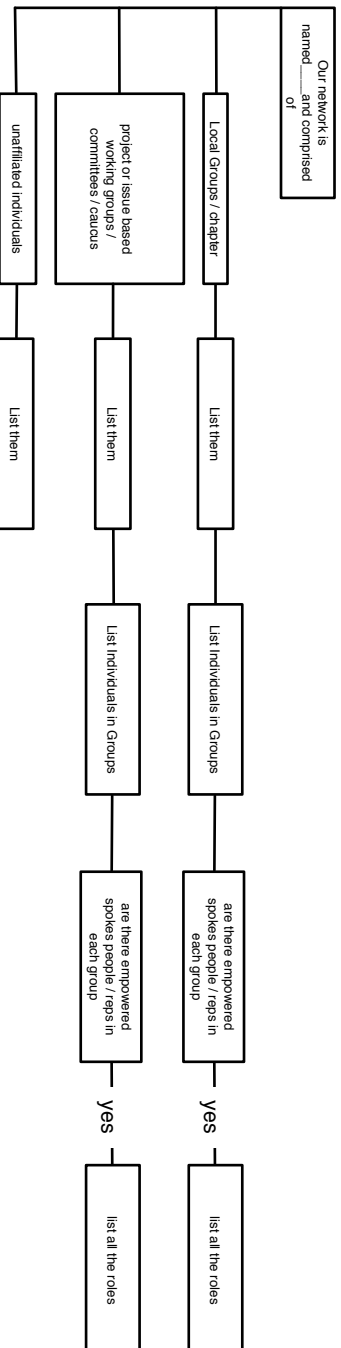 Our network is
named_____and comprised
of
Local Groups / chapter
List them
List Individuals in Groups
are there empowered
spokes people / reps in
each group
yes
list all the roles
project or issue based
working groups /
committees / caucus
List them
List Individuals in Groups
are there empowered
spokes people / reps in
each group
yes
list all the roles
unaffiliated individuals
List them